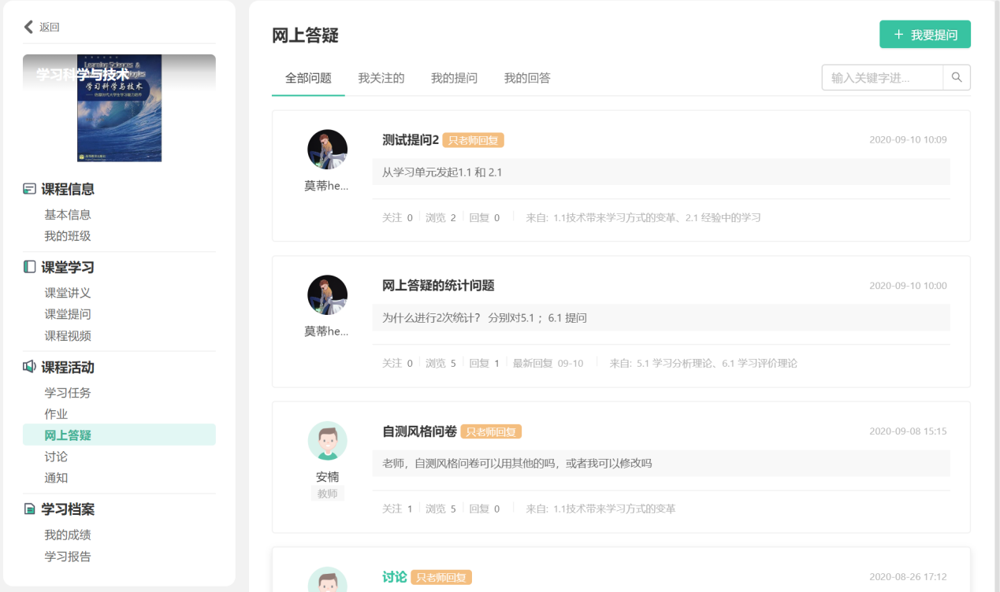 返回
学习科学与技术
Learning Sciences &
学习科学与技术
高等教育出版社
课程信息
基本信息
我的班级
课堂学习
课堂讲义
课堂提问
课程视频
课程活动
学习任务
作业
网上答疑
讨论
通知
学习档案
我的成绩
学习报告
网上答疑
我要提问
全部问题 我关注的 我的提问 我的回答
输入关键字进...
测试提问2 只老师回复 2020-09-10 10:09
从学习单元发起1.1 和 2.1
莫蒂he...
关注 0 浏览 2 回复 0 来自: 1.1技术带来学习方式的变革、2.1 经验中的学习
网上答疑的统计问题 2020-09-10 10:00
为什么进行2次统计? 分别对5.1 ; 6.1 提问
莫蒂he...
关注 0 浏览 5 回复 1 最新回复 09-10 来自: 5.1 学习分析理论、6.1 学习评价理论
自测风格问卷 只老师回复 2020-09-08 15:15
老师，自测风格问卷可以用其他的吗，或者我可以修改吗
安楠
教师
关注 1 浏览 5 回复 0 来自: 1.1技术带来学习方式的变革
讨论 只老师回复 2020-08-26 17:12